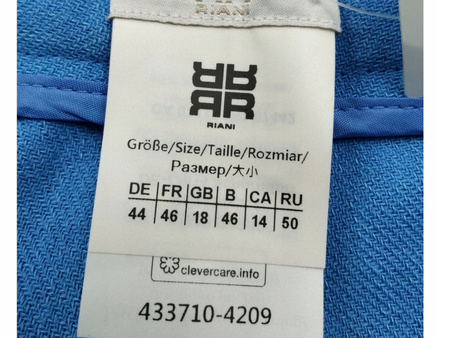 RIANI
RIANI
Größe/Size/Taille/Rozmiar/
Размер/大小
DE FR GB B CA RU
44 46 18 46 14 50
clevercare.info
433710-4209